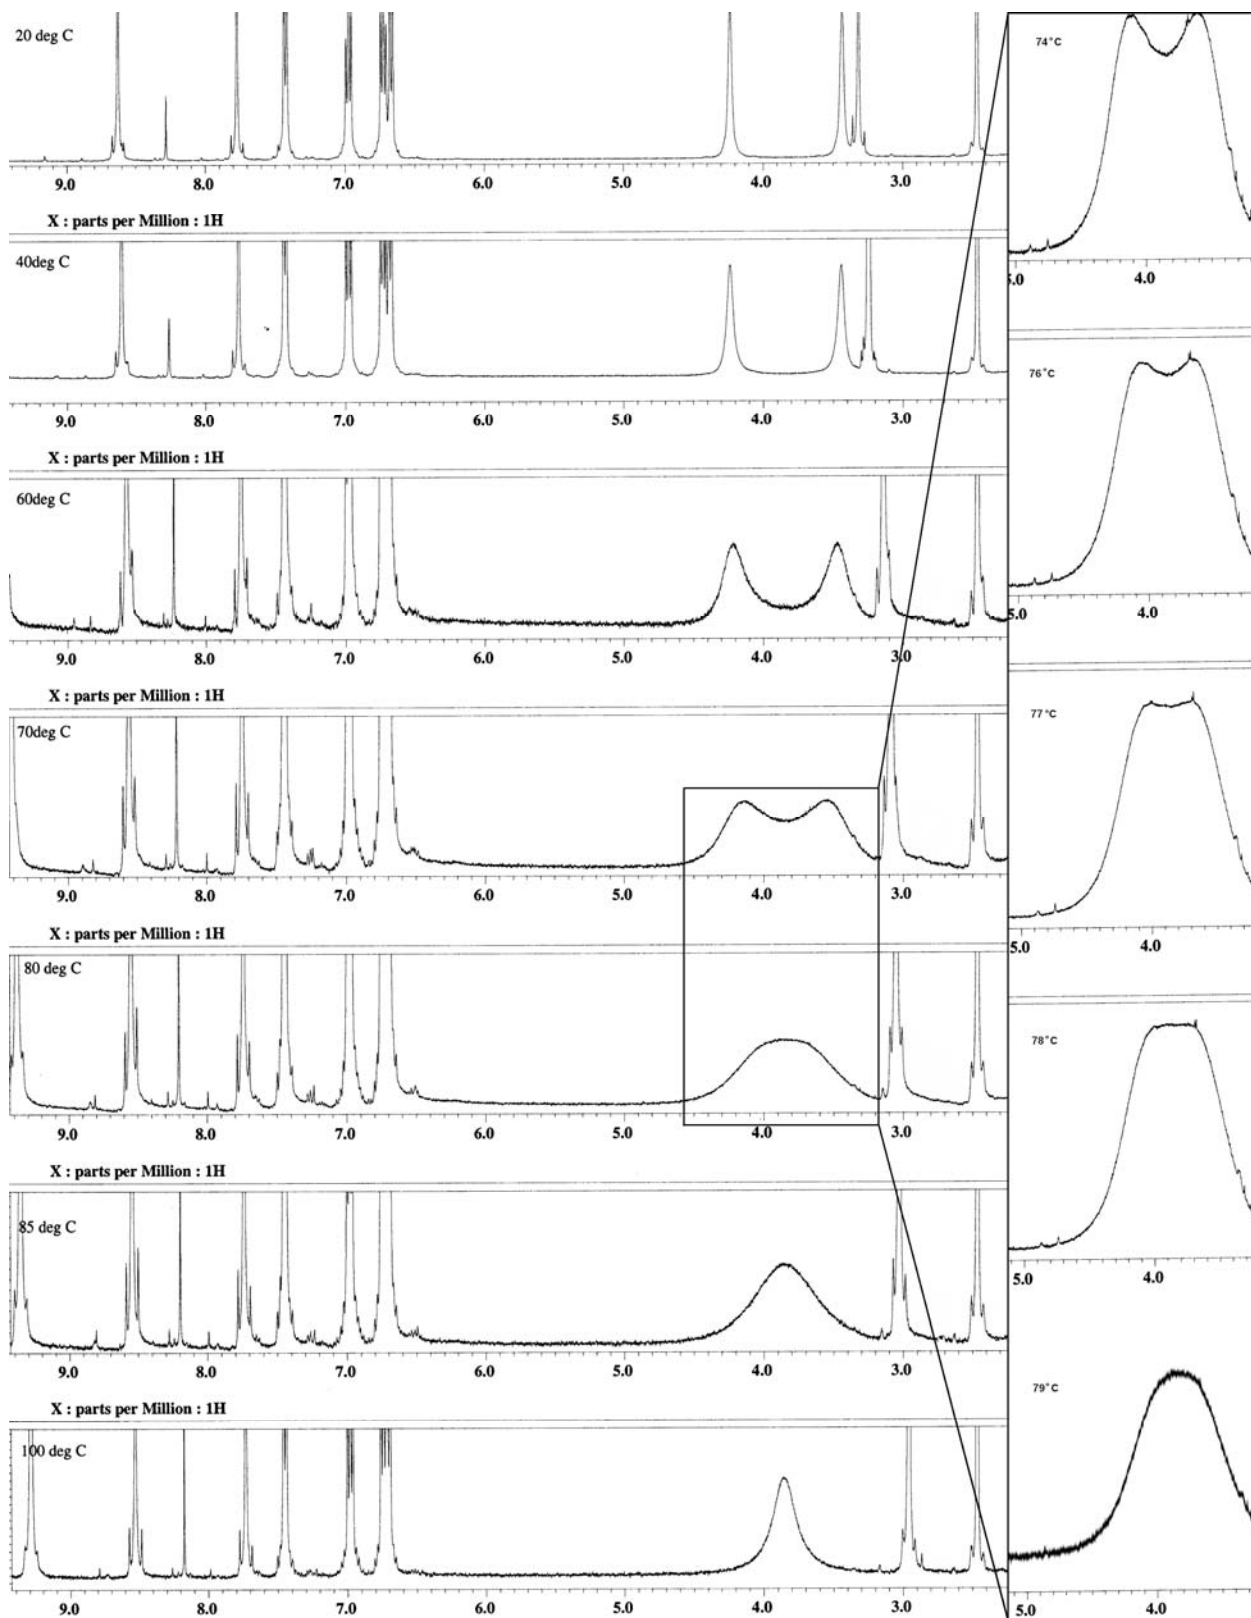 20 deg C
9.0 8.0 7.0 6.0 5.0 4.0 3.0
X : parts per Million : 1H
40deg C
9.0 8.0 7.0 6.0 5.0 4.0 3.0
X : parts per Million : 1H
60deg C
9.0 8.0 7.0 6.0 5.0 4.0 3.0
X : parts per Million : 1H
70deg C
9.0 8.0 7.0 6.0 5.0 4.0 3.0
X : parts per Million : 1H
80 deg C
9.0 8.0 7.0 6.0 5.0 4.0 3.0
X : parts per Million : 1H
85 deg C
9.0 8.0 7.0 6.0 5.0 4.0 3.0
X : parts per Million : 1H
100 deg C
9.0 8.0 7.0 6.0 5.0 4.0 3.0
74°C
5.0 4.0
76°C
5.0 4.0
77°C
5.0 4.0
78°C
5.0 4.0
79°C
5.0 4.0